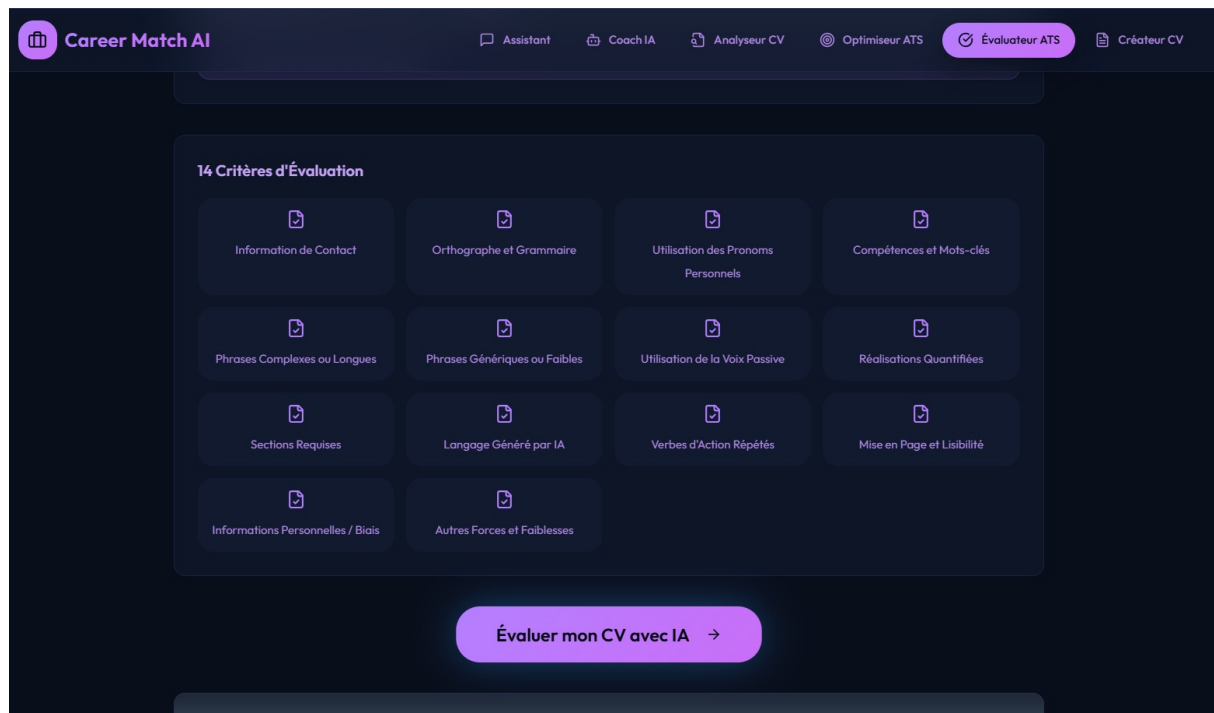 Career Match AI
Assistant
Coach IA
Analyseur CV
Optimiseur ATS
Évaluateur ATS
Créateur CV
14 Critères d'Évaluation
Information de Contact
Orthographe et Grammaire
Utilisation des Pronoms
Personnels
Compétences et Mots-clés
Phrases Complexes ou Longues
Phrases Génériques ou Faibles
Utilisation de la Voix Passive
Réalisations Quantifiées
Sections Requises
Langage Généré par IA
Verbes d'Action Répétés
Mise en Page et Lisibilité
Informations Personnelles / Biais
Autres Forces et Faiblesses
Évaluer mon CV avec IA →